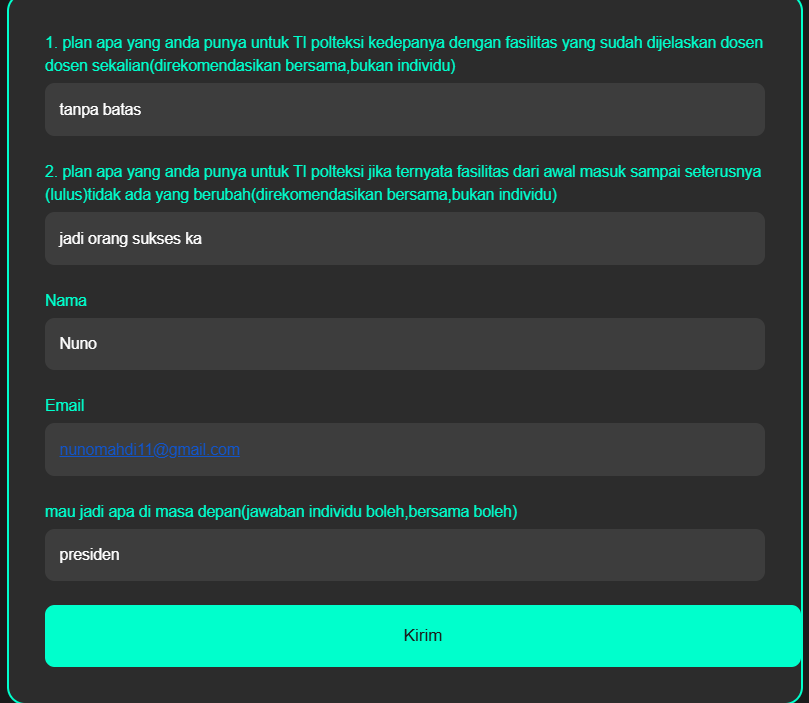 1. plan apa yang anda punya untuk TI polteksi kedepanya dengan fasilitas yang sudah dijelaskan dosen
dosen sekalian(direkomendasikan bersama,bukan individu)
tanpa batas
2. plan apa yang anda punya untuk TI polteksi jika ternyata fasilitas dari awal masuk sampai seterusnya
(lulus)tidak ada yang berubah(direkomendasikan bersama,bukan individu)
jadi orang sukses ka
Nama
Nuno
Email
nunomahdi11@gmail.com
mau jadi apa di masa depan(jawaban individu boleh,bersama boleh)
presiden
Kirim